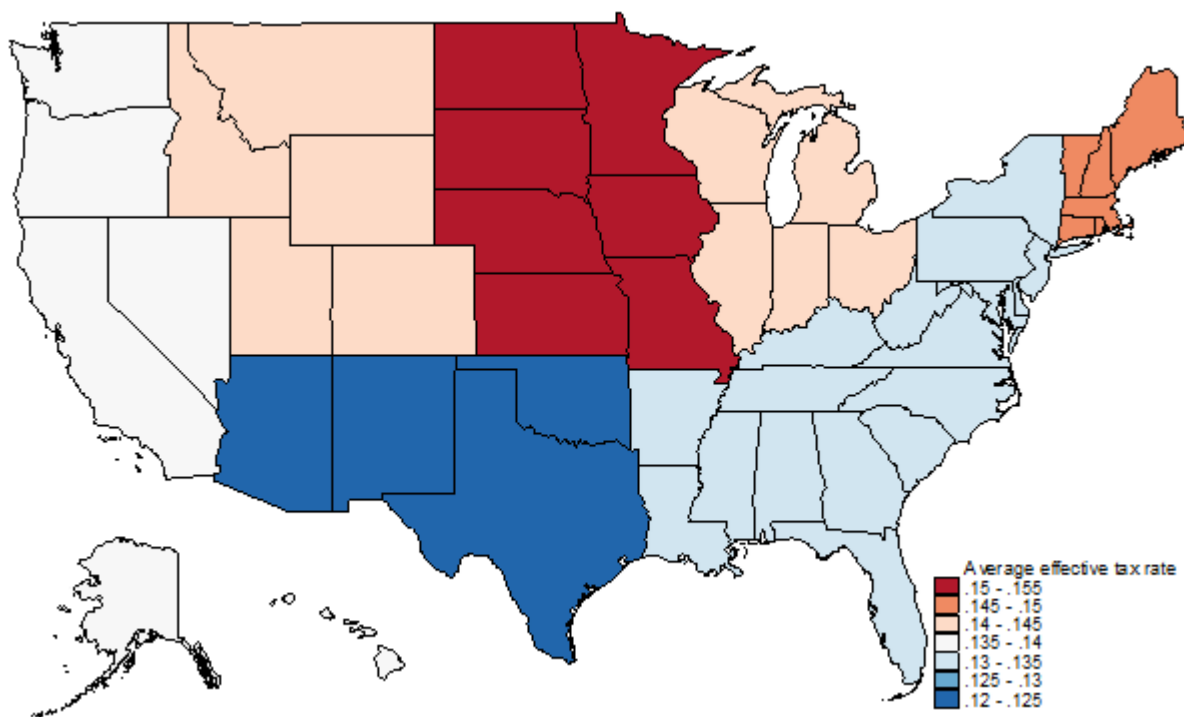 Average effective tax rate
.15 - .155
.145 - .15
.14 - .145
.135 - .14
.13 - .135
.125 - .13
.12 - .125